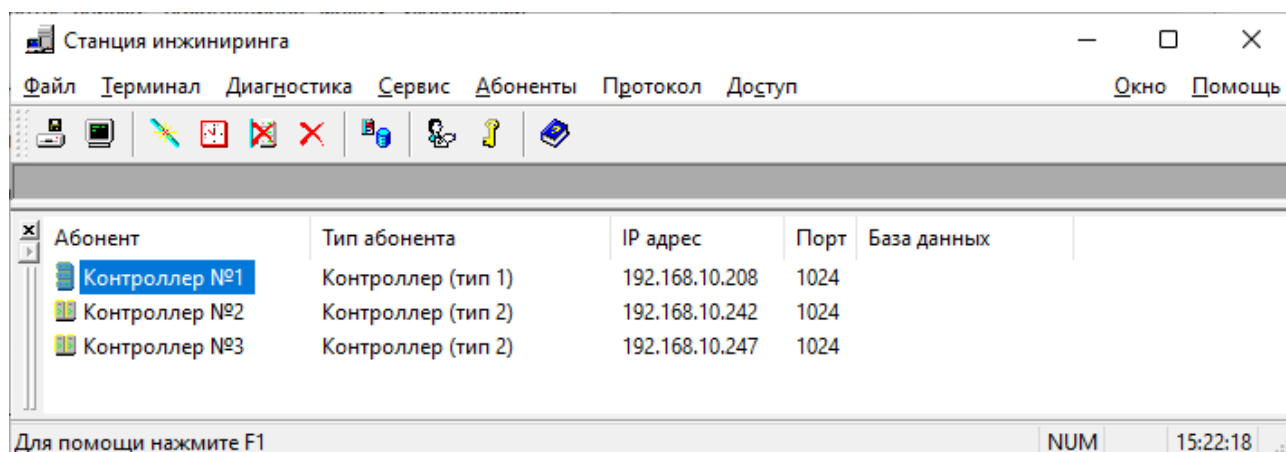 Станция инжиниринга
Файл Терминал Диагностика Сервис Абоненты Протокол Доступ Окно Помощь
Абонент Тип абонента IP адрес Порт База данных
Контроллер №1 Контроллер (тип 1) 192.168.10.208 1024
Контроллер №2 Контроллер (тип 2) 192.168.10.242 1024
Контроллер №3 Контроллер (тип 2) 192.168.10.247 1024
Для помощи нажмите F1 NUM 15:22:18